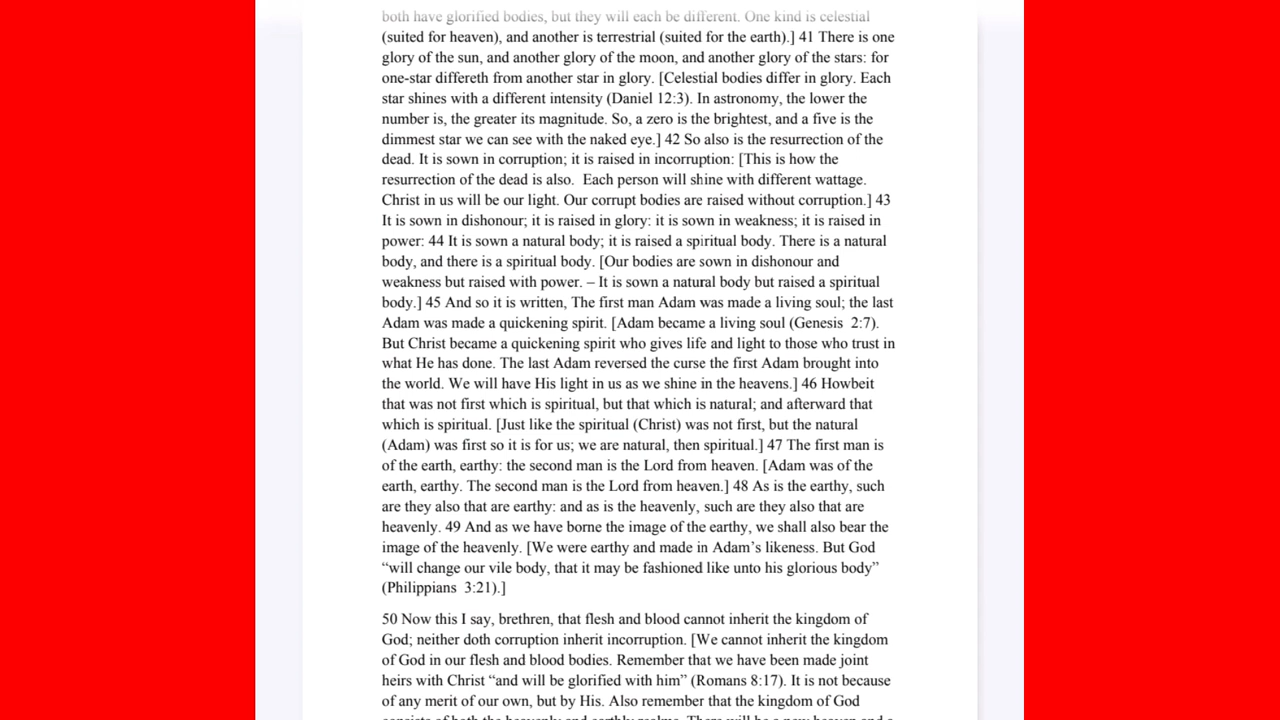 both have glorified bodies, but they will each be different. One kind is celestial
(suited for heaven), and another is terrestrial (suited for the earth).] 41 There is one
glory of the sun, and another glory of the moon, and another glory of the stars: for
one-star differeth from another star in glory. [Celestial bodies differ in glory. Each
star shines with a different intensity (Daniel 12:3). In astronomy, the lower the
number is, the greater its magnitude. So, a zero is the brightest, and a five is the
dimmest star we can see with the naked eye.] 42 So also is the resurrection of the
dead. It is sown in corruption; it is raised in incorruption: [This is how the
resurrection of the dead is also.  Each person will shine with different wattage.
Christ in us will be our light. Our corrupt bodies are raised without corruption.] 43
It is sown in dishonour; it is raised in glory: it is sown in weakness; it is raised in
power: 44 It is sown a natural body; it is raised a spiritual body. There is a natural
body, and there is a spiritual body. [Our bodies are sown in dishonour and
weakness but raised with power. – It is sown a natural body but raised a spiritual
body.] 45 And so it is written, The first man Adam was made a living soul; the last
Adam was made a quickening spirit. [Adam became a living soul (Genesis  2:7).
But Christ became a quickening spirit who gives life and light to those who trust in
what He has done. The last Adam reversed the curse the first Adam brought into
the world. We will have His light in us as we shine in the heavens.] 46 Howbeit
that was not first which is spiritual, but that which is natural; and afterward that
which is spiritual. [Just like the spiritual (Christ) was not first, but the natural
(Adam) was first so it is for us; we are natural, then spiritual.] 47 The first man is
of the earth, earthy: the second man is the Lord from heaven. [Adam was of the
earth, earthy. The second man is the Lord from heaven.] 48 As is the earthy, such
are they also that are earthy: and as is the heavenly, such are they also that are
heavenly. 49 And as we have borne the image of the earthy, we shall also bear the
image of the heavenly. [We were earthy and made in Adam’s likeness. But God
“will change our vile body, that it may be fashioned like unto his glorious body”
(Philippians  3:21).]
50 Now this I say, brethren, that flesh and blood cannot inherit the kingdom of
God; neither doth corruption inherit incorruption. [We cannot inherit the kingdom
of God in our flesh and blood bodies. Remember that we have been made joint
heirs with Christ “and will be glorified with him” (Romans 8:17). It is not because
of any merit of our own, but by His. Also remember that the kingdom of God
consists of both the heavenly and earthly realms. There will be a new heaven and a